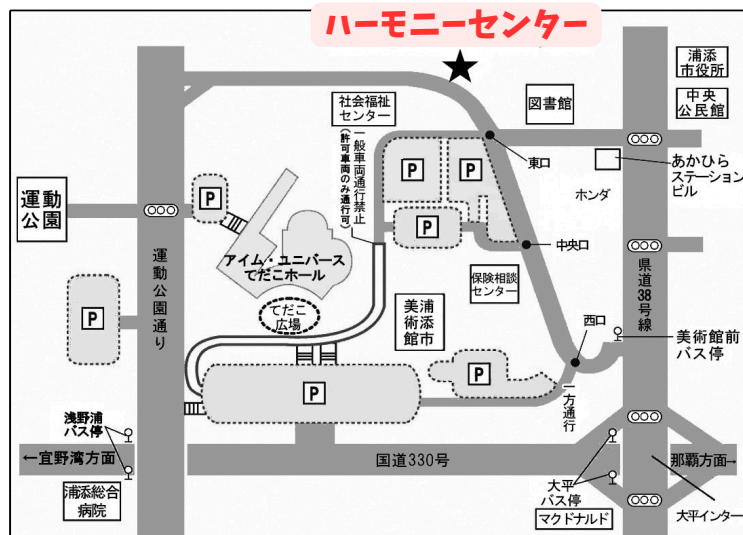 ハーモニーセンター
浦添
市役所
中央
公民館
社会福祉
センター
図書館
一般車両通行禁止
(許可車両のみ通行可)
P
P
P
P
東口
あかひら
ステーション
ビル
ホンダ
運動
公園
アイム・ユニバース
てだこホール
中央口
運動公園通り
保険相談
センター
県道38号線
てだこ
広場
浦添市
美術館
P
西口
美術館前
バス停
P
P
一方通行
浅野浦
バス停
←宜野湾方面
国道330号
那覇方面→
大平
バス停
浦添総合
病院
マクドナルド
大平インター